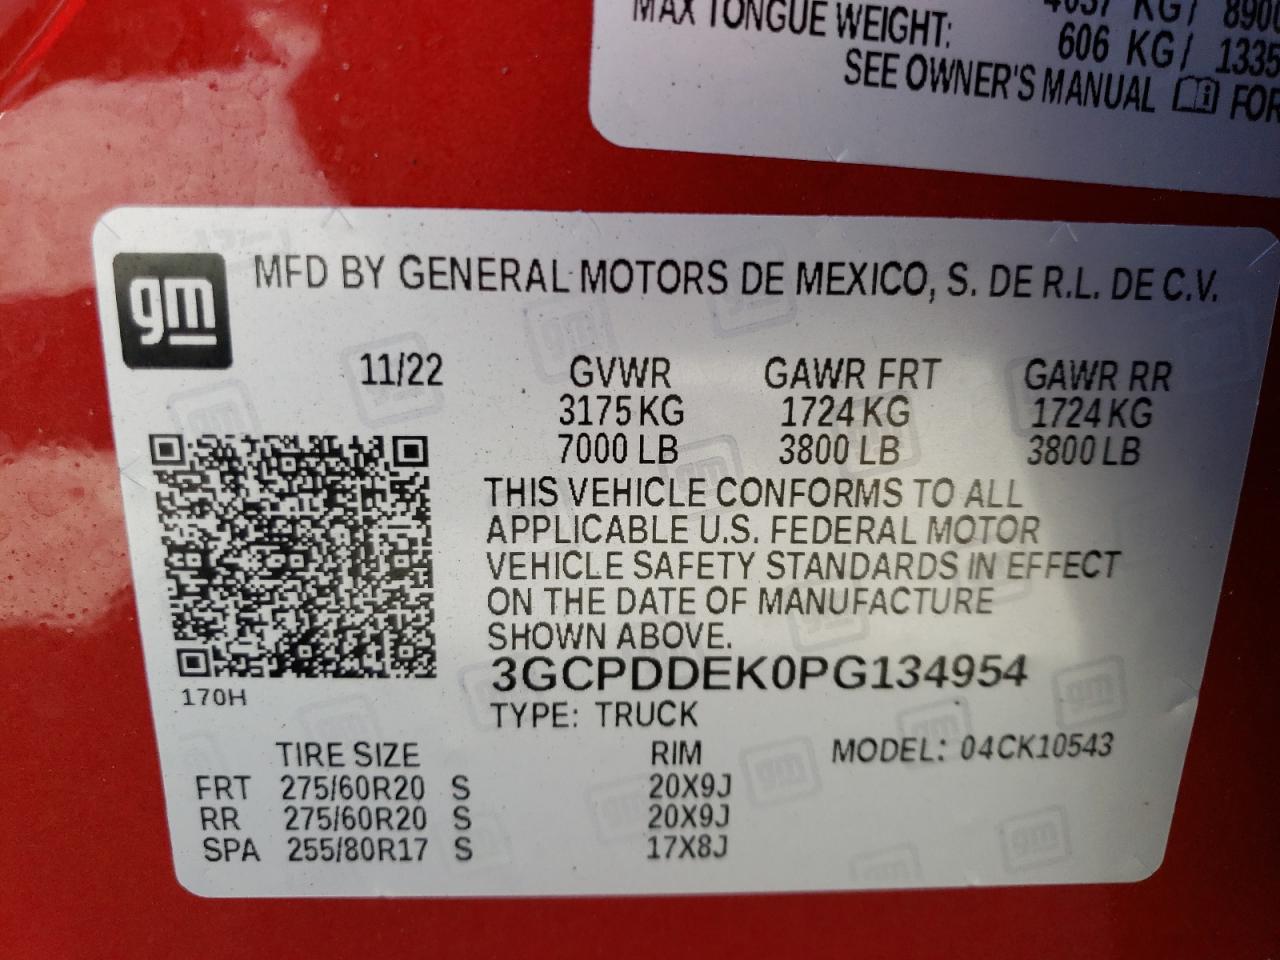 MAX TONGUE WEIGHT: 606 KG/ 1335
SEE OWNER'S MANUAL FOR
gm
MFD BY GENERAL MOTORS DE MEXICO, S. DE R.L. DE C.V.
11/22 GVWR GAWR FRT GAWR RR
3175 KG 1724 KG 1724 KG
7000 LB 3800 LB 3800 LB
THIS VEHICLE CONFORMS TO ALL
APPLICABLE U.S. FEDERAL MOTOR
VEHICLE SAFETY STANDARDS IN EFFECT
ON THE DATE OF MANUFACTURE
SHOWN ABOVE.
3GCPDDEK0PG134954
170H
TYPE: TRUCK
TIRE SIZE RIM MODEL: 04CK10543
FRT 275/60R20 S 20X9J
RR 275/60R20 S 20X9J
SPA 255/80R17 S 17X8J